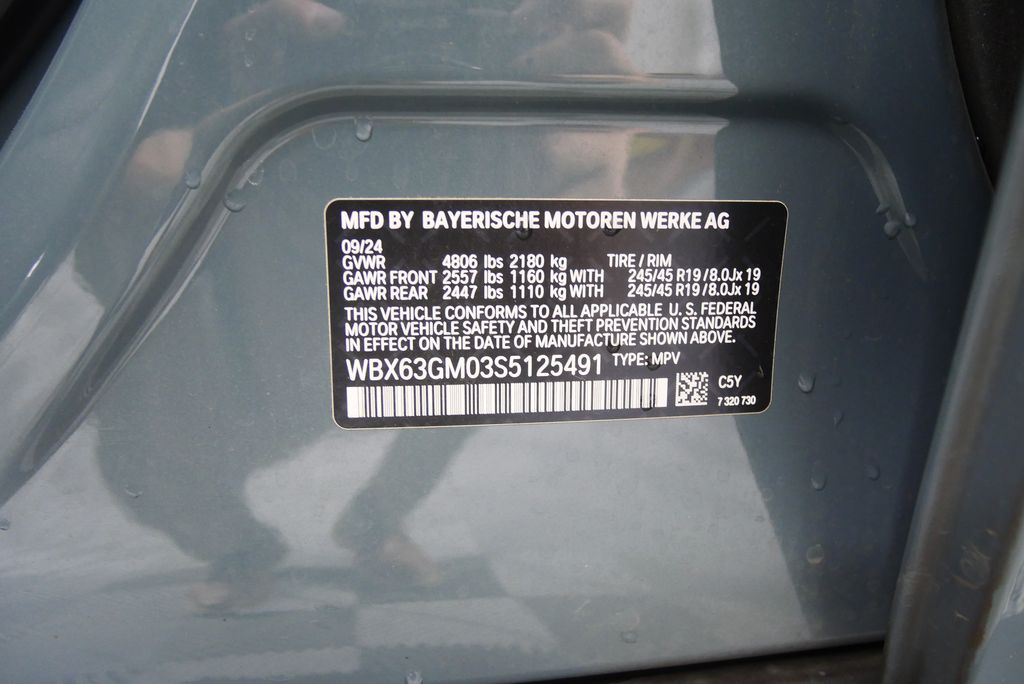 MFD BY BAYERISCHE MOTOREN WERKE AG
09/24
GVWR 4806 lbs 2180 kg TIRE / RIM
GAWR FRONT 2557 lbs 1160 kg WITH 245/45 R19 /8.0Jx 19
GAWR REAR 2447 lbs 1110 kg WITH 245/45 R19 /8.0Jx 19
THIS VEHICLE CONFORMS TO ALL APPLICABLE U. S. FEDERAL
MOTOR VEHICLE SAFETY AND THEFT PREVENTION STANDARDS
IN EFFECT ON THE DATE OF MANUFACTURE SHOWN ABOVE.
WBX63GM03S5125491 TYPE: MPV
C5Y
7 320 730